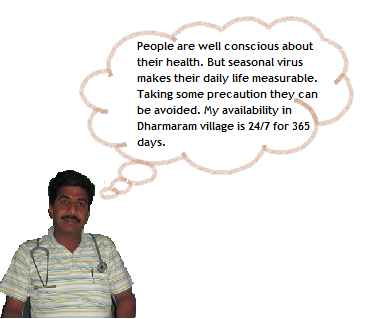 People are well conscious about
their health. But seasonal virus
makes their daily life measurable.
Taking some precaution they can
be avoided. My availability in
Dharmaram village is 24/7 for 365
days.